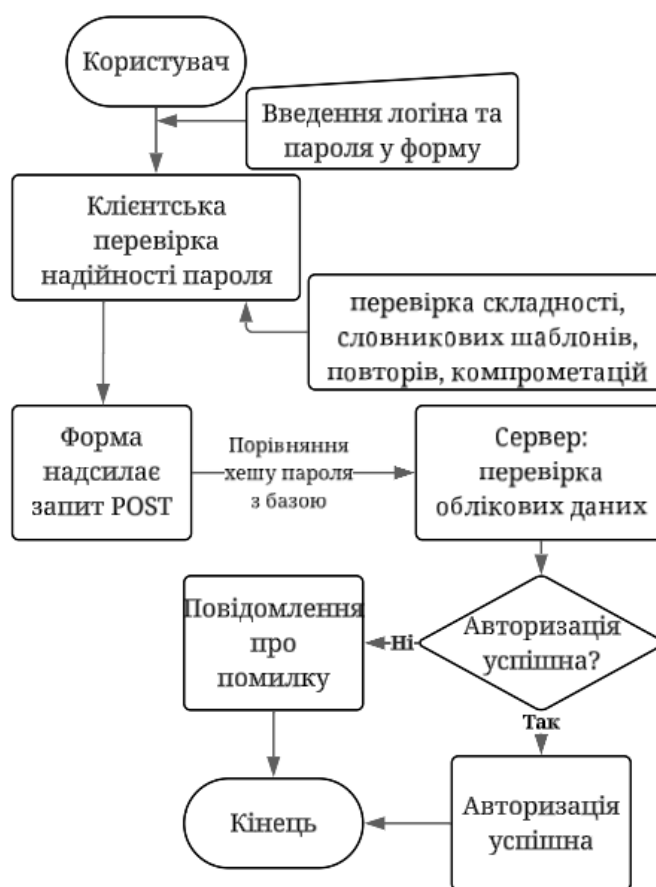 Користувач
Введення логіна та
пароля у форму
Клієнтська
перевірка
надійності пароля
перевірка складності,
словникових шаблонів,
повторів, компрометацій
Форма
надсилає
запит POST
Порівняння
хешу пароля
з базою
Сервер:
перевірка
облікових даних
Авторизація
успішна?
Ні
Повідомлення
про
помилку
Так
Авторизація
успішна
Кінець